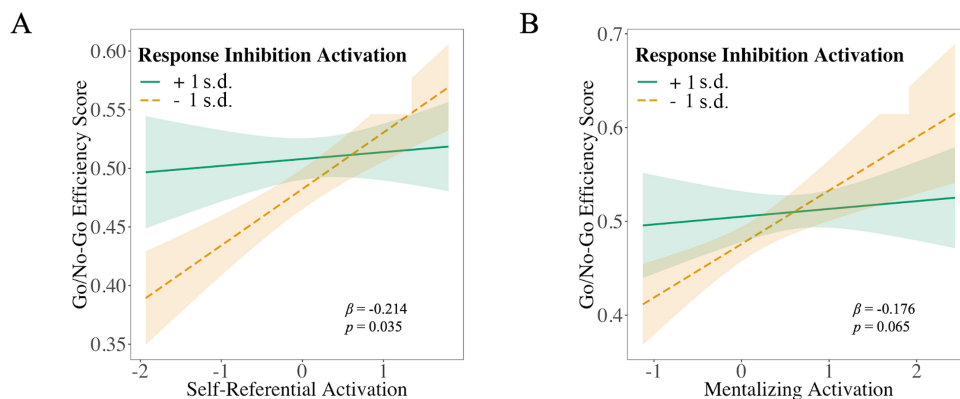 A
Go/No-Go Efficiency Score
0.60
0.55
0.50
0.45
0.40
0.35
Response Inhibition Activation
+ 1 s.d.
- 1 s.d.
β = -0.214
p = 0.035
-2
-1
0
1
Self-Referential Activation
B
Go/No-Go Efficiency Score
0.7
0.6
0.5
0.4
Response Inhibition Activation
+ 1 s.d.
- 1 s.d.
β = -0.176
p = 0.065
-1
0
1
2
Mentalizing Activation